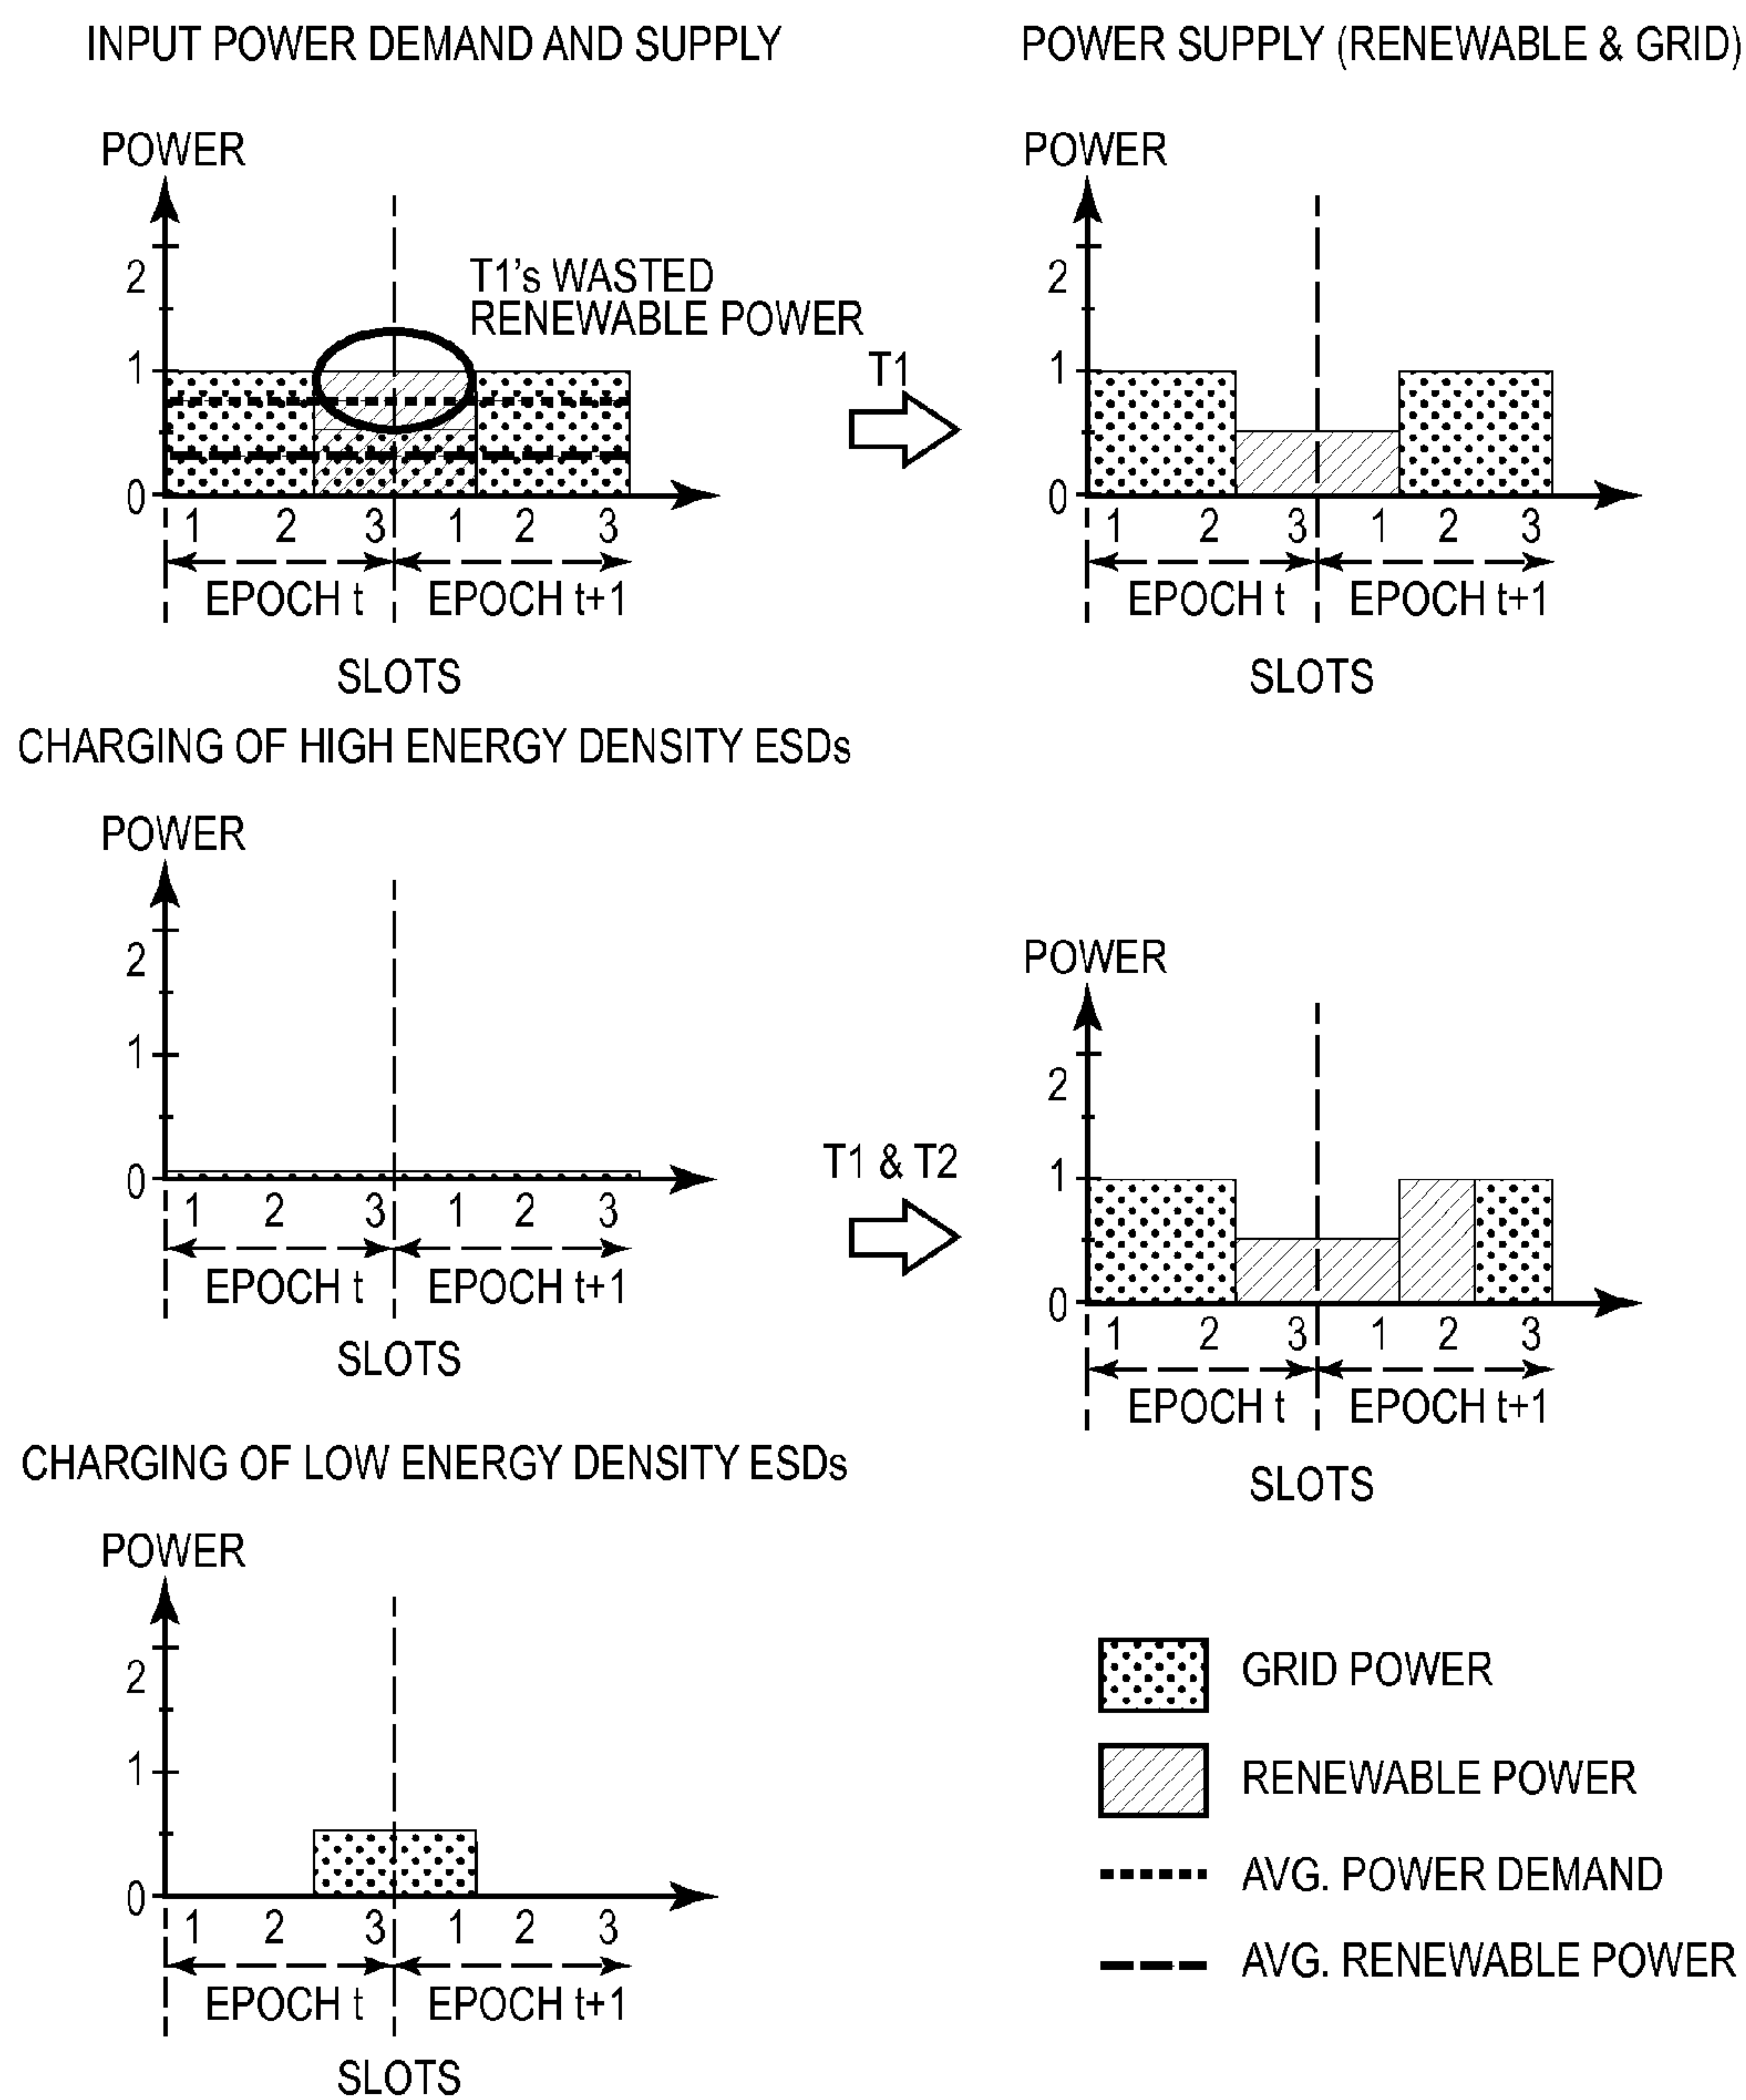 INPUT POWER DEMAND AND SUPPLY
POWER
2
1
0
T1's WASTED
RENEWABLE POWER
1 2 3 1 2 3
EPOCH t EPOCH t+1
SLOTS
T1
POWER SUPPLY (RENEWABLE & GRID)
POWER
2
1
0
1 2 3 1 2 3
EPOCH t EPOCH t+1
SLOTS
CHARGING OF HIGH ENERGY DENSITY ESDs
POWER
2
1
0
1 2 3 1 2 3
EPOCH t EPOCH t+1
SLOTS
T1 & T2
POWER
2
1
0
1 2 3 1 2 3
EPOCH t EPOCH t+1
SLOTS
CHARGING OF LOW ENERGY DENSITY ESDs
POWER
2
1
0
1 2 3 1 2 3
EPOCH t EPOCH t+1
SLOTS
GRID POWER
RENEWABLE POWER
AVG. POWER DEMAND
AVG. RENEWABLE POWER